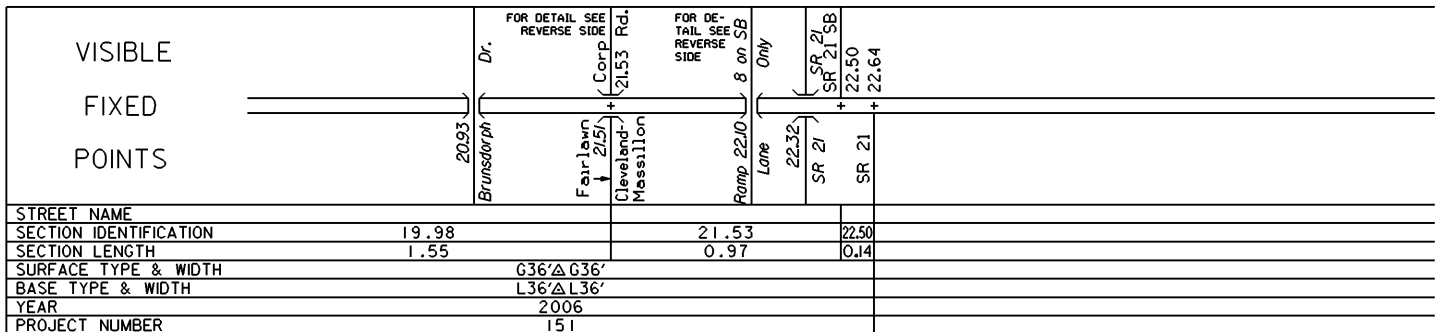 VISIBLE
FIXED
POINTS
20.93
Brunsdorph Dr.
FOR DETAIL SEE
REVERSE SIDE
Fairlawn Corp
21.51
21.53
Cleveland-
Massillon Rd.
FOR DE-
TAIL SEE
REVERSE
SIDE
Ramp 22.10 8 on SB
Lane Only
22.32
SR 21 SR 21
SR 21 SB
22.50
SR 21 22.64
STREET NAME
SECTION IDENTIFICATION 19.98 21.53 22.50
SECTION LENGTH 1.55 0.97 0.14
SURFACE TYPE & WIDTH G36'△G36'
BASE TYPE & WIDTH L36'△L36'
YEAR 2006
PROJECT NUMBER 151